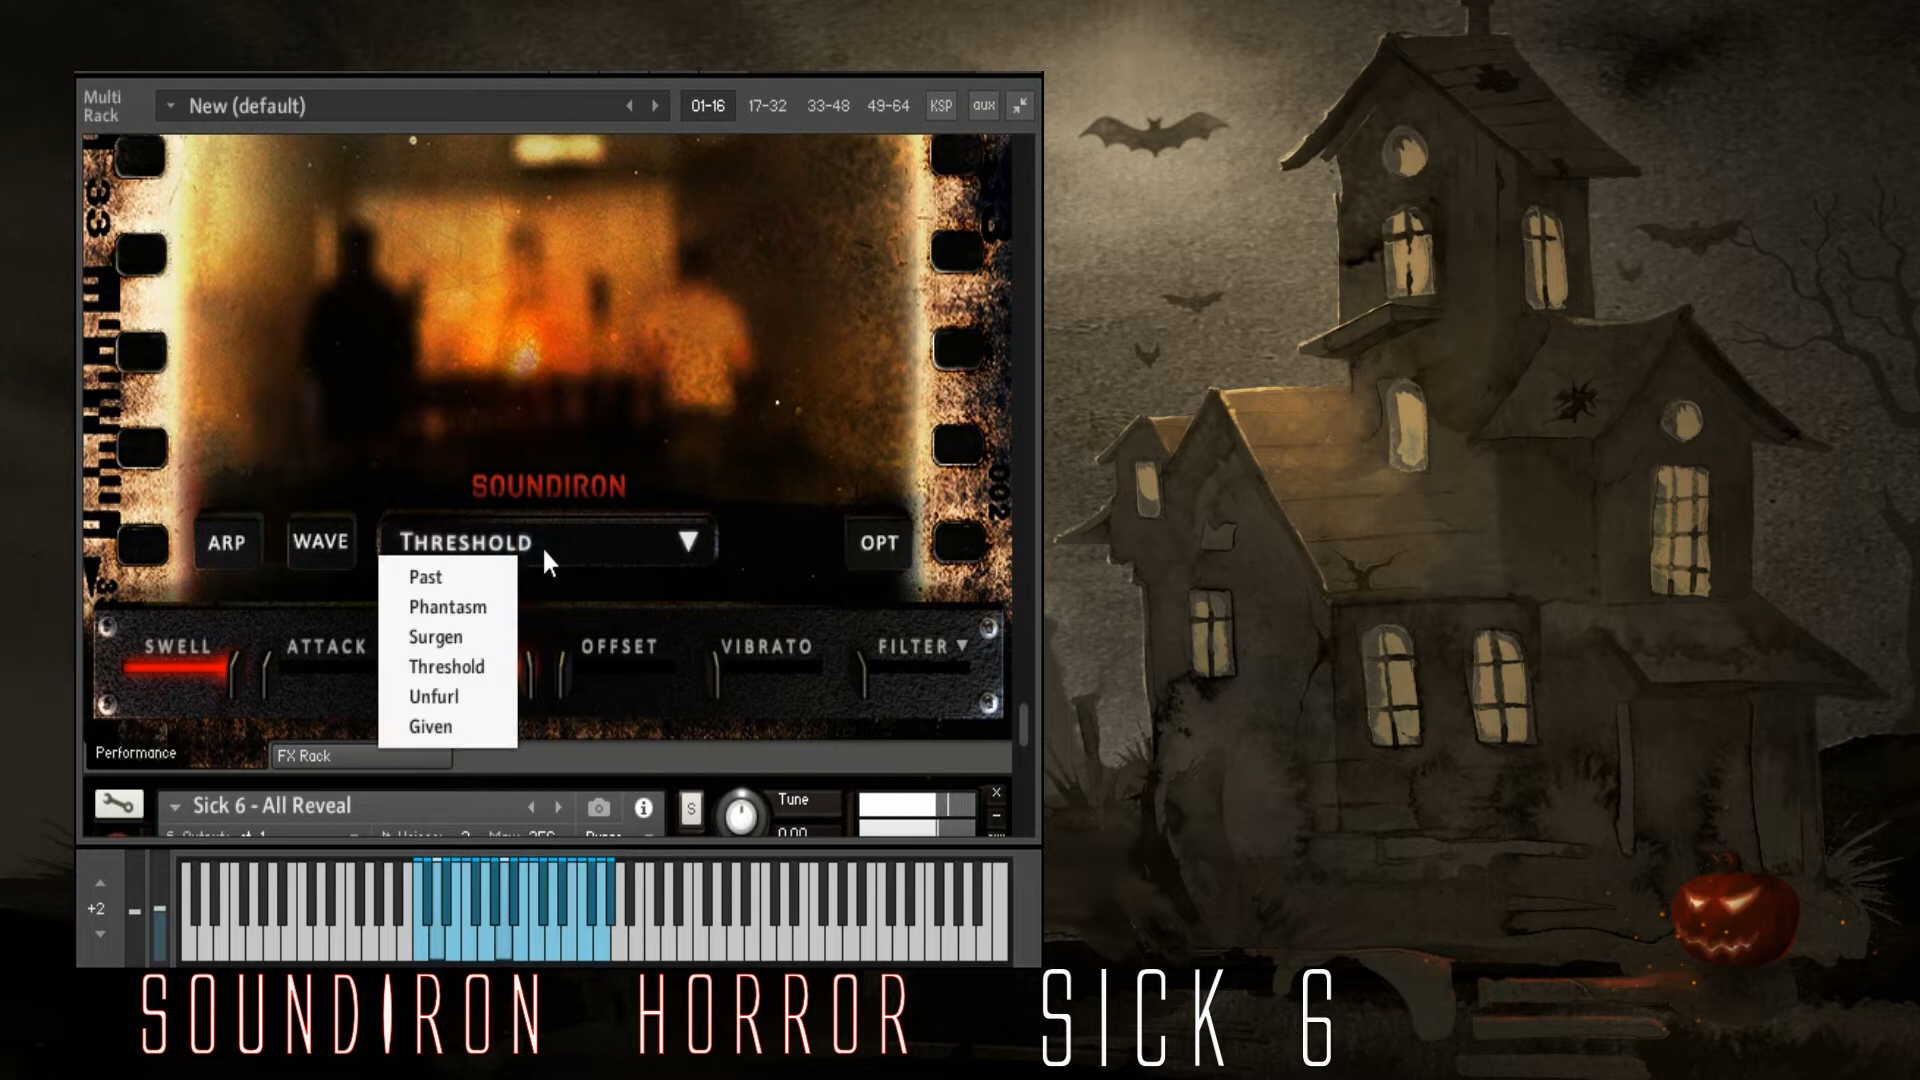 Multi
Rack
New (default)
01-16 17-32 33-48 49-64 KSP aux
33
SOUNDIRON
002
ARP WAVE THRESHOLD OPT
Past
Phantasm
Surgen
Threshold
Unfurl
Given
SWELL ATTACK OFFSET VIBRATO FILTER
Performance
FX Rack
Sick 6 - All Reveal
S
Tune
0.00
+2
SOUNDIRON HORROR SICK 6